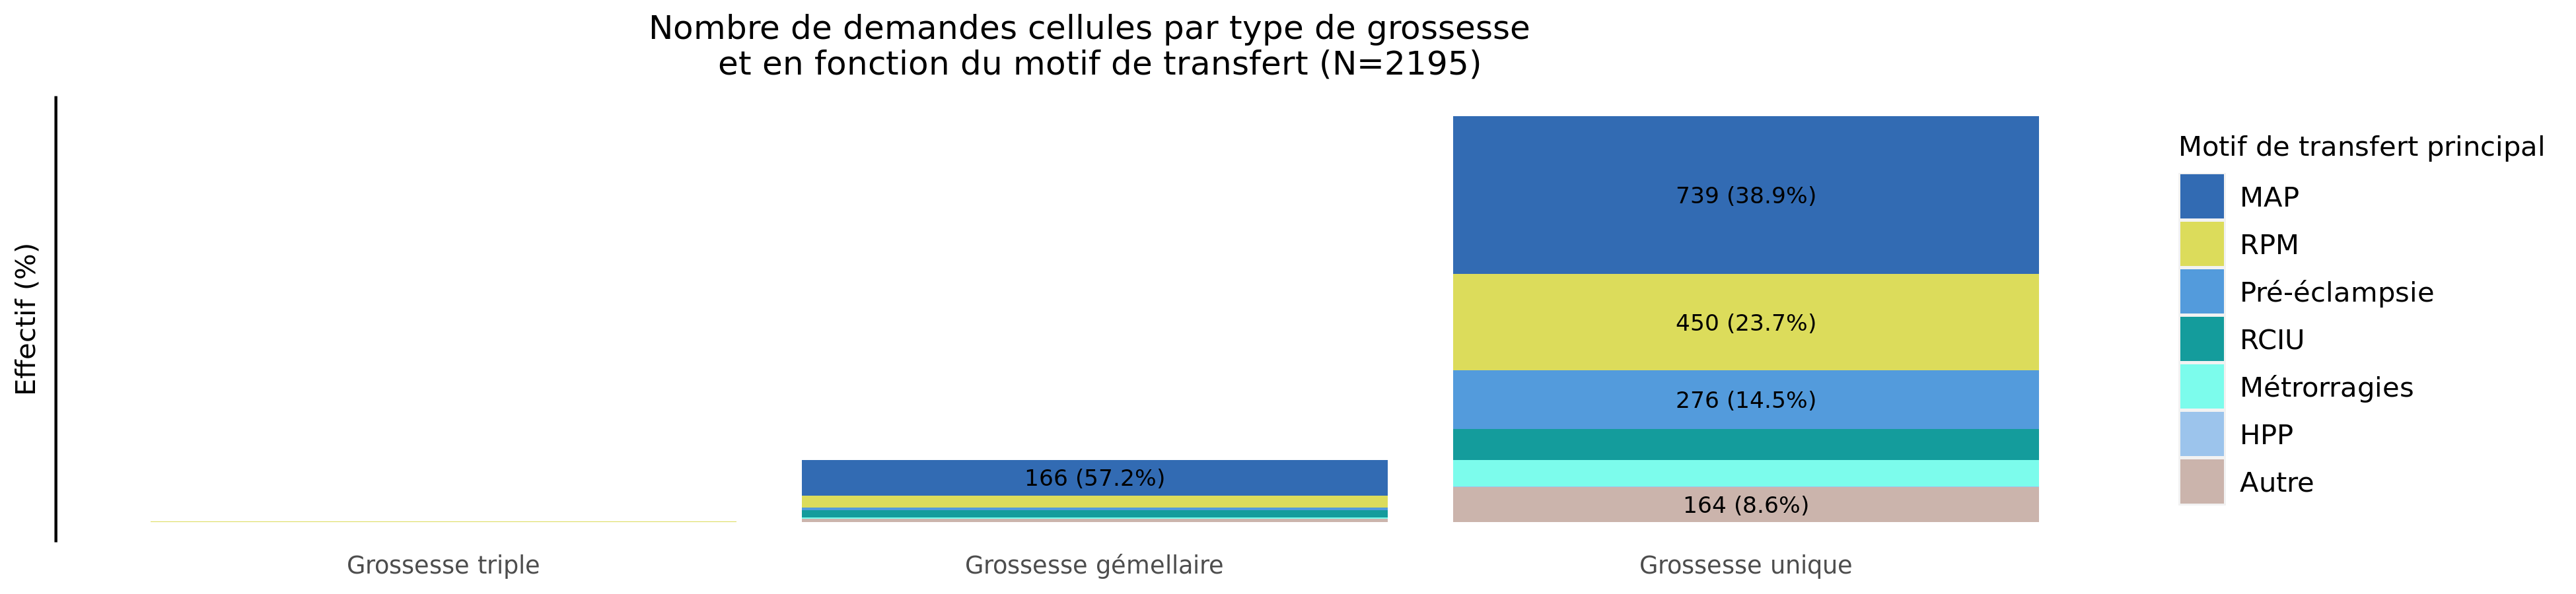 Nombre de demandes cellules par type de grossesse
et en fonction du motif de transfert (N=2195)
Effectif (%)
739 (38.9%)
450 (23.7%)
276 (14.5%)
166 (57.2%)
164 (8.6%)
Grossesse triple
Grossesse gémellaire
Grossesse unique
Motif de transfert principal
MAP
RPM
Pré-éclampsie
RCIU
Métrorragies
HPP
Autre